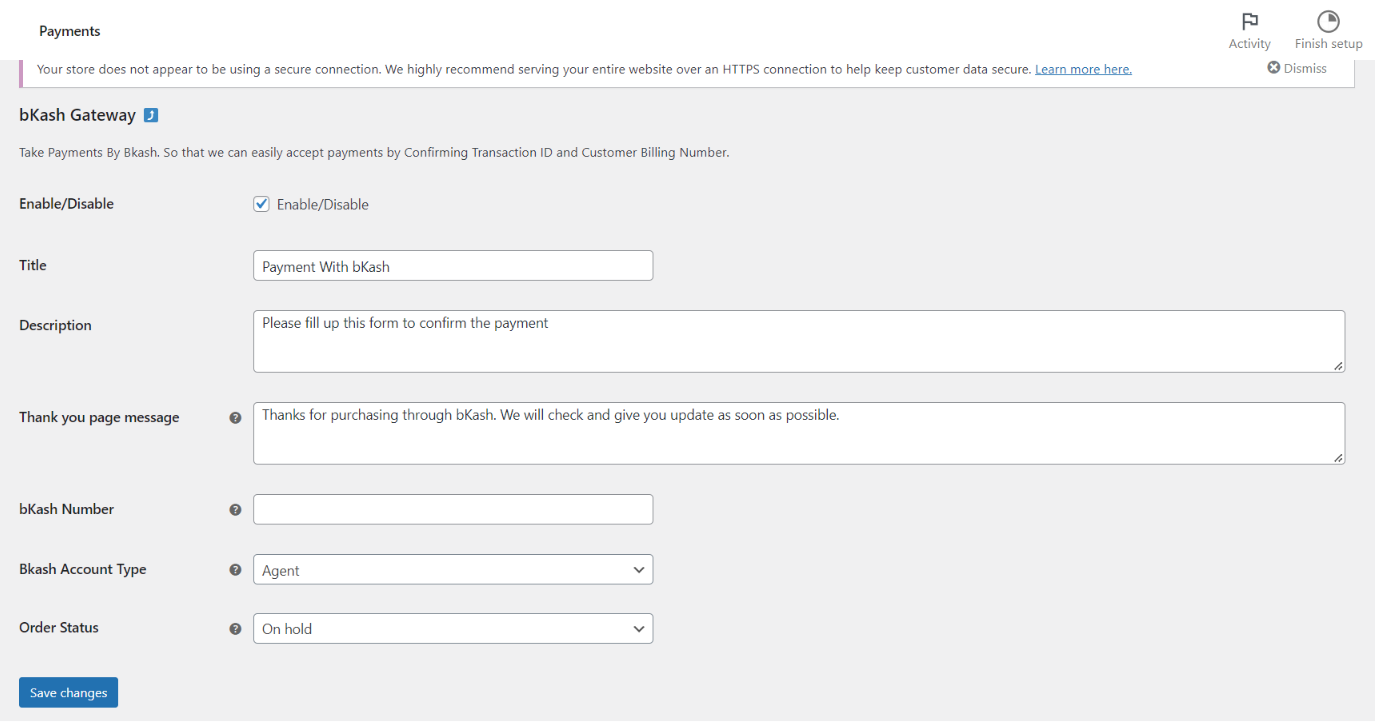 Payments
Activity
Finish setup
Your store does not appear to be using a secure connection. We highly recommend serving your entire website over an HTTPS connection to help keep customer data secure. Learn more here.
Dismiss
bKash Gateway
Take Payments By Bkash. So that we can easily accept payments by Confirming Transaction ID and Customer Billing Number.
Enable/Disable
Enable/Disable
Title
Payment With bKash
Description
Please fill up this form to confirm the payment
Thank you page message
Thanks for purchasing through bKash. We will check and give you update as soon as possible.
bKash Number
Bkash Account Type
Agent
Order Status
On hold
Save changes